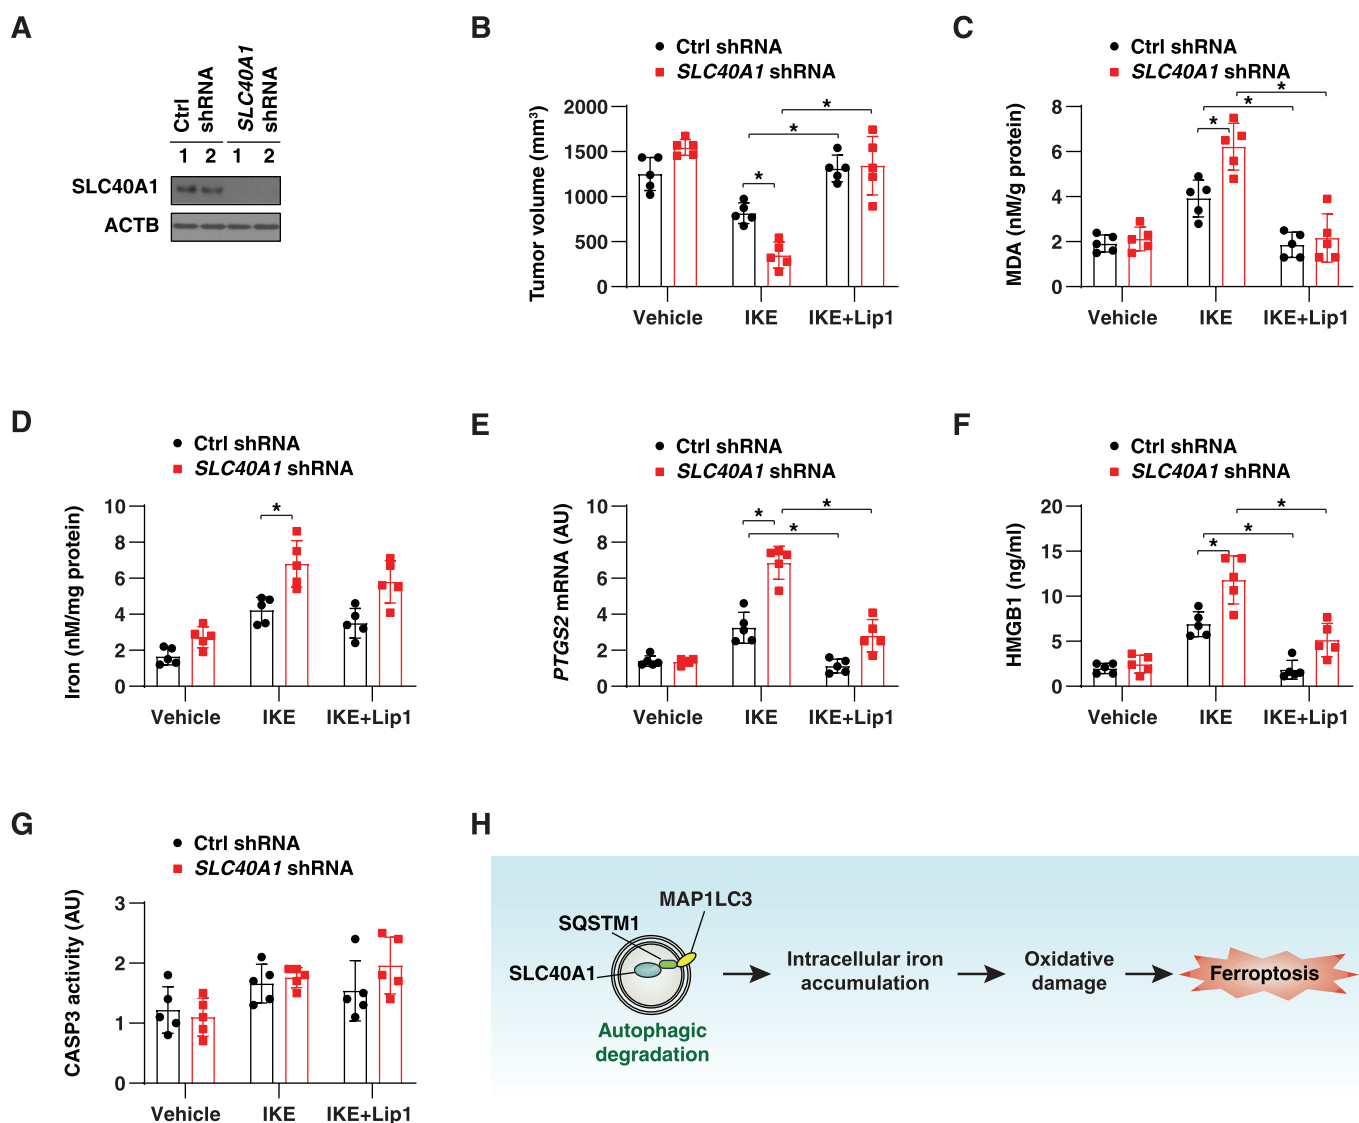 A
Ctrl
shRNA
SLC40A1
shRNA
1 2 1 2
SLC40A1
ACTB
B
Ctrl shRNA
SLC40A1 shRNA
Tumor volume (mm³)
2000
1500
1000
500
0
* * *
Vehicle IKE IKE+Lip1
C
Ctrl shRNA
SLC40A1 shRNA
MDA (nM/g protein)
8
6
4
2
0
* * *
Vehicle IKE IKE+Lip1
D
Ctrl shRNA
SLC40A1 shRNA
Iron (nM/mg protein)
10
8
6
4
2
0
*
Vehicle IKE IKE+Lip1
E
Ctrl shRNA
SLC40A1 shRNA
PTGS2 mRNA (AU)
10
8
6
4
2
0
* * *
Vehicle IKE IKE+Lip1
F
Ctrl shRNA
SLC40A1 shRNA
HMGB1 (ng/ml)
20
15
10
5
0
* * *
Vehicle IKE IKE+Lip1
G
Ctrl shRNA
SLC40A1 shRNA
CASP3 activity (AU)
3
2
1
0
Vehicle IKE IKE+Lip1
H
MAP1LC3
SQSTM1
SLC40A1
Autophagic
degradation
Intracellular iron
accumulation
Oxidative
damage
Ferroptosis